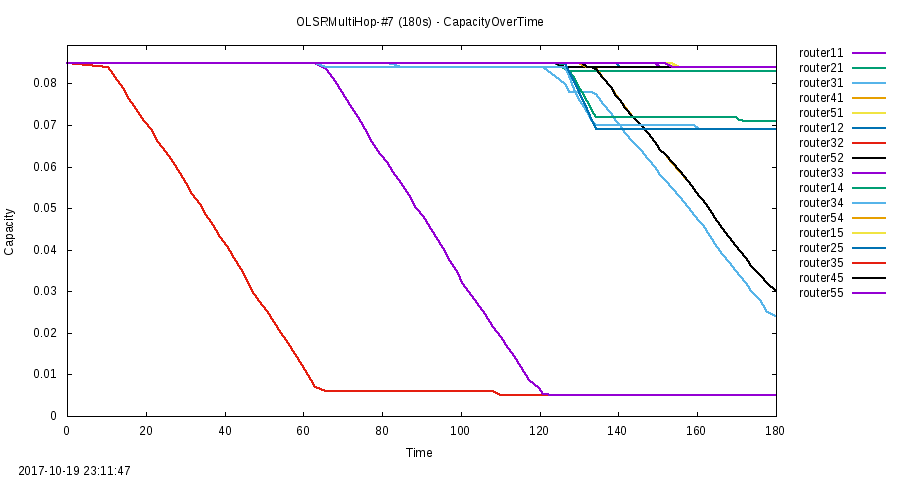 OLSRMultiHop-#7 (180s) - CapacityOverTime
Capacity
0.08
0.07
0.06
0.05
0.04
0.03
0.02
0.01
0
0 20 40 60 80 100 120 140 160 180
Time
router11
router21
router31
router41
router51
router12
router32
router52
router33
router14
router34
router54
router15
router25
router35
router45
router55
2017-10-19 23:11:47